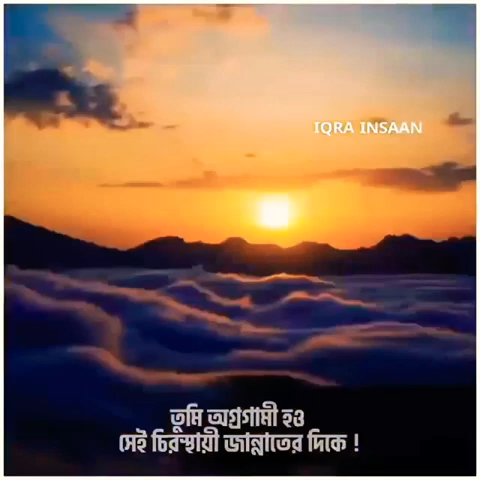 IQRA INSAAN
তুমি অগ্রগামী হও
সেই চিরস্থায়ী জান্নাতের দিকে !